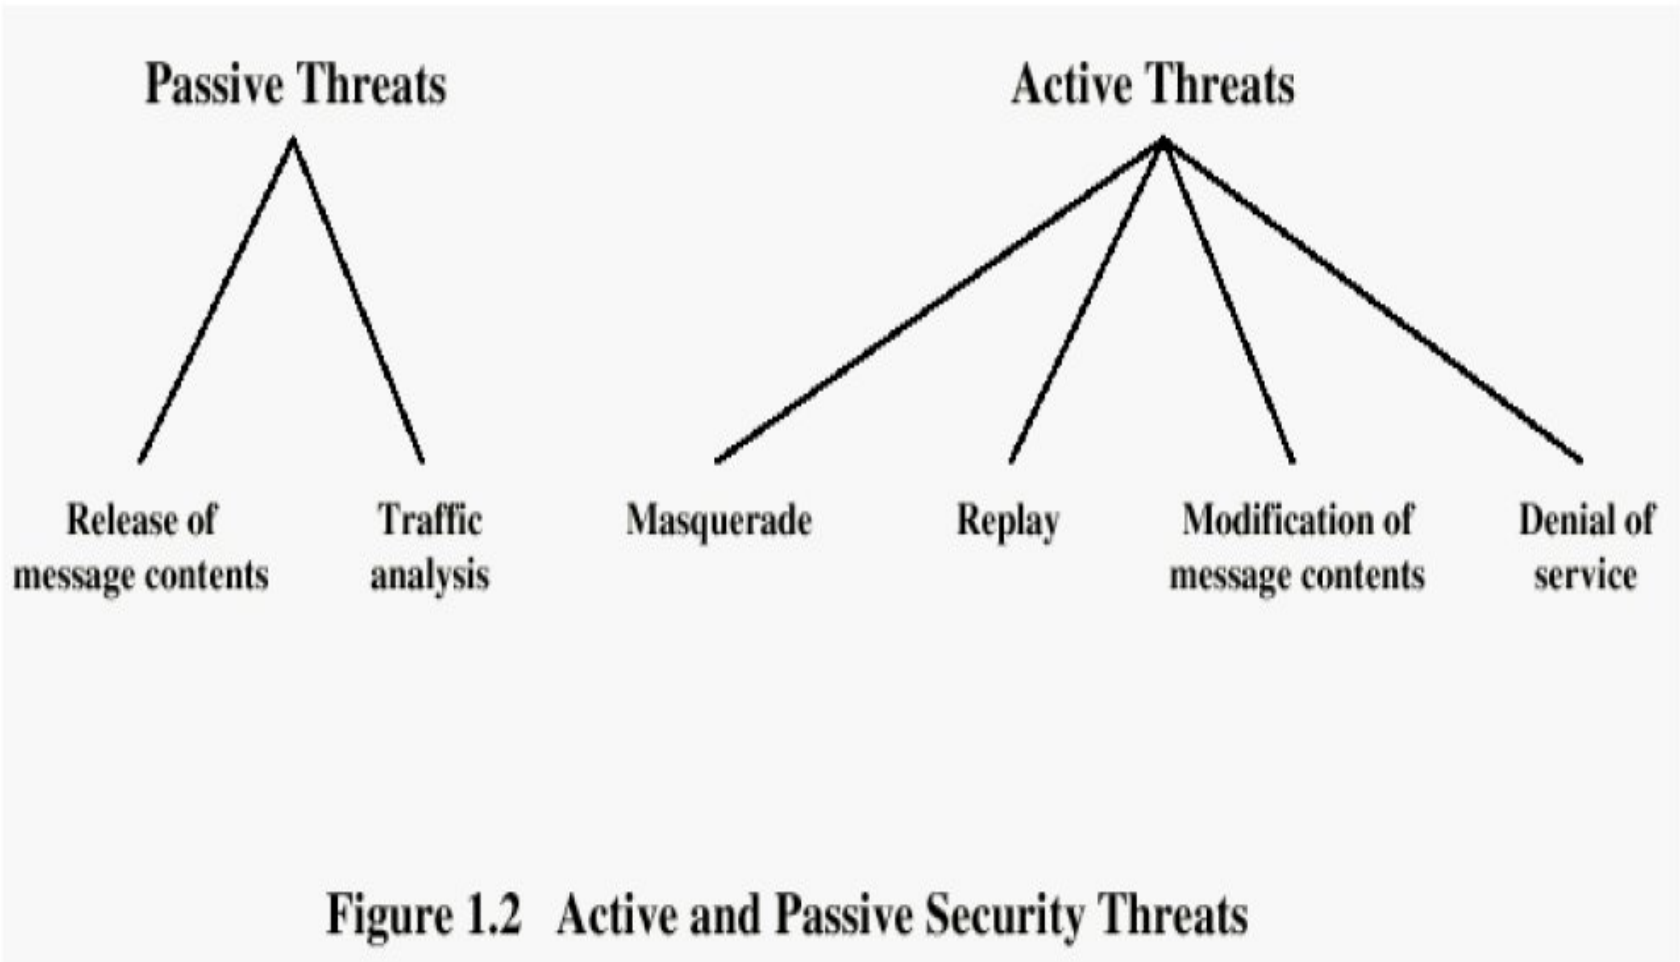 Passive Threats
Active Threats
Release of
message contents
Traffic
analysis
Masquerade
Replay
Modification of
message contents
Denial of
service
Figure 1.2 Active and Passive Security Threats